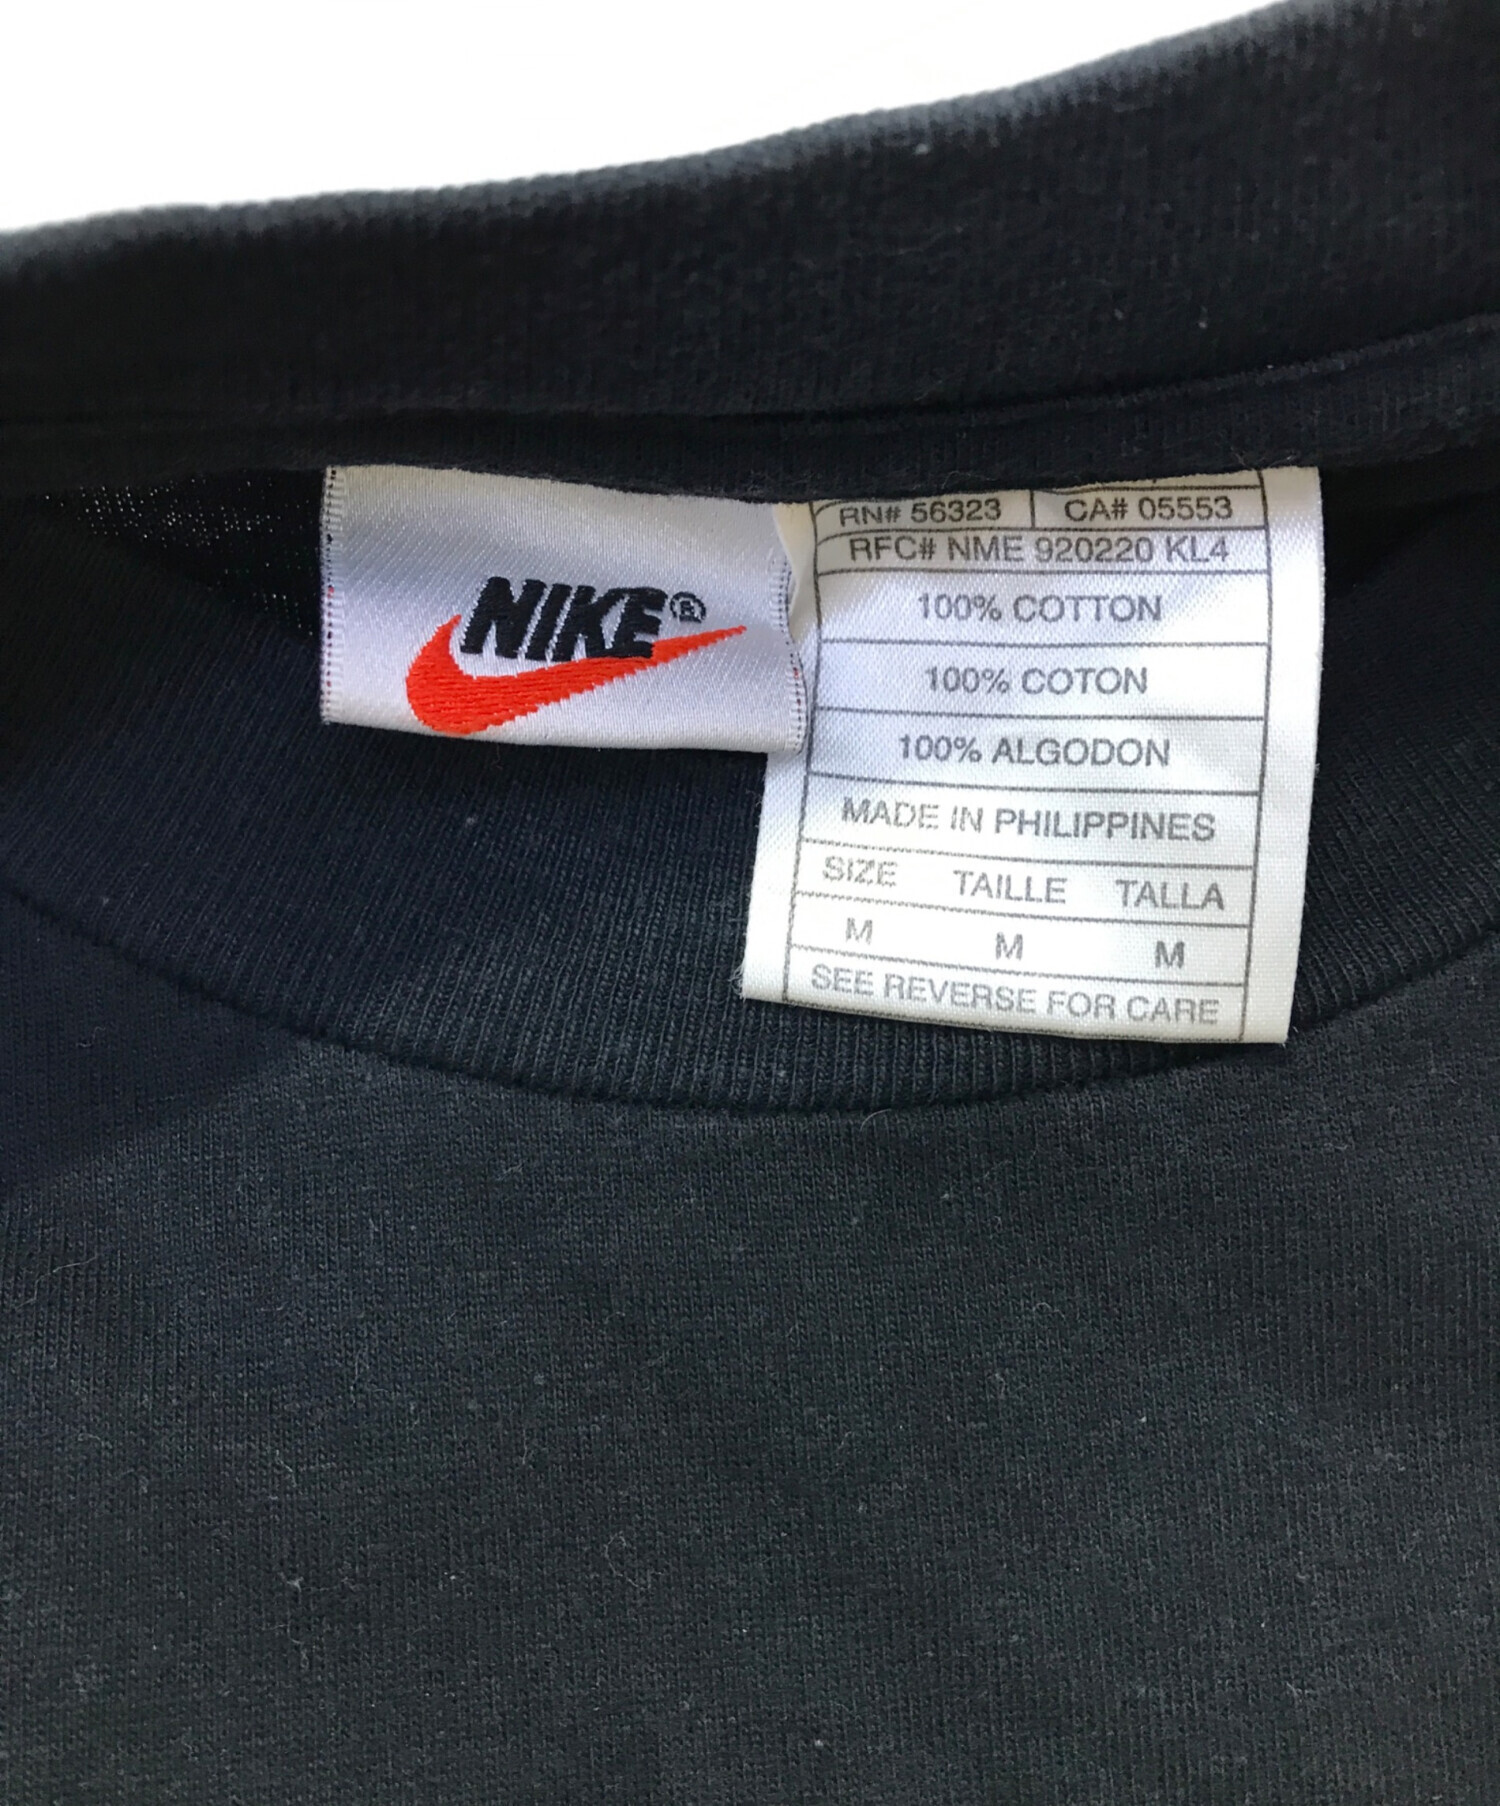 NIKE®
RN# 56323 CA# 05553
RFC# NME 920220 KL4
100% COTTON
100% COTON
100% ALGODON
MADE IN PHILIPPINES
SIZE TAILLE TALLA
M M M
SEE REVERSE FOR CARE